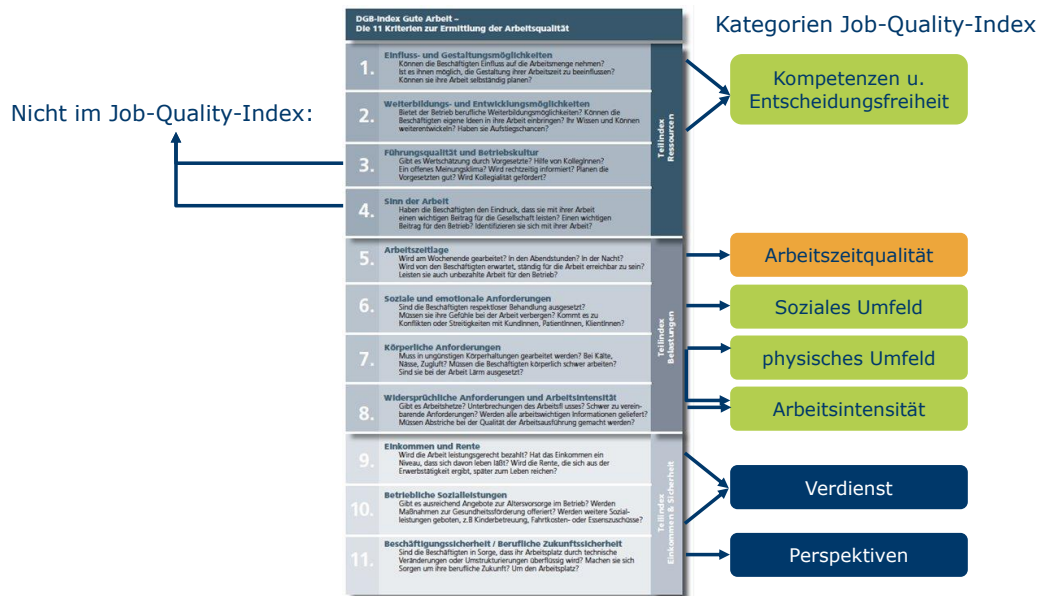 DGB-Index Gute Arbeit –
Die 11 Kriterien zur Ermittlung der Arbeitsqualität
1.
Einfluss- und Gestaltungsmöglichkeiten
Können die Beschäftigten Einfluss auf die Arbeitsmenge nehmen?
Ist es ihnen möglich, die Gestaltung ihrer Arbeitszeit zu beeinflussen?
Können sie ihre Arbeit selbständig planen?
2.
Weiterbildungs- und Entwicklungsmöglichkeiten
Bietet der Betrieb berufliche Weiterbildungsmöglichkeiten? Können die
Beschäftigten eigene Ideen in ihre Arbeit einbringen? Ihr Wissen und Können
weiterentwickeln? Haben sie Aufstiegschancen?
3.
Führungsqualität und Betriebskultur
Gibt es Wertschätzung durch Vorgesetzte? Hilfe von KollegInnen?
Ein offenes Meinungsklima? Wird rechtzeitig informiert? Planen die
Vorgesetzten gut? Wird Kollegialität gefördert?
4.
Sinn der Arbeit
Haben die Beschäftigten den Eindruck, dass sie mit ihrer Arbeit
einen wichtigen Beitrag für die Gesellschaft leisten? Einen wichtigen
Beitrag für den Betrieb? Identifizieren sie sich mit ihrer Arbeit?
Teilindex
Ressourcen
5.
Arbeitszeitlage
Wird am Wochenende gearbeitet? In den Abendstunden? In der Nacht?
Wird von den Beschäftigten erwartet, ständig für die Arbeit erreichbar zu sein?
Leisten sie auch unbezahlte Arbeit für den Betrieb?
6.
Soziale und emotionale Anforderungen
Sind die Beschäftigten respektloser Behandlung ausgesetzt?
Müssen sie ihre Gefühle bei der Arbeit verbergen? Kommt es zu
Konflikten oder Streitigkeiten mit KundInnen, PatientInnen, KlientInnen?
7.
Körperliche Anforderungen
Muss in ungünstigen Körperhaltungen gearbeitet werden? Bei Kälte,
Nässe, Zugluft? Müssen die Beschäftigten körperlich schwer arbeiten?
Sind sie bei der Arbeit Lärm ausgesetzt?
8.
Widersprüchliche Anforderungen und Arbeitsintensität
Gibt es Arbeitshetze? Unterbrechungen des Arbeitsfl usses? Schwer zu verein-
barende Anforderungen? Werden alle arbeitswichtigen Informationen geliefert?
Müssen Abstriche bei der Qualität der Arbeitsausführung gemacht werden?
Teilindex
Belastungen
9.
Einkommen und Rente
Wird die Arbeit leistungsgerecht bezahlt? Hat das Einkommen ein
Niveau, dass sich davon leben läßt? Wird die Rente, die sich aus der
Erwerbstätigkeit ergibt, später zum Leben reichen?
10.
Betriebliche Sozialleistungen
Gibt es ausreichend Angebote zur Altersvorsorge im Betrieb? Werden
Maßnahmen zur Gesundheitsförderung offeriert? Werden weitere Sozial-
leistungen geboten, z.B Kinderbetreuung, Fahrtkosten- oder Essenszuschüsse?
11.
Beschäftigungssicherheit / Berufliche Zukunftssicherheit
Sind die Beschäftigten in Sorge, dass ihr Arbeitsplatz durch technische
Veränderungen oder Umstrukturierungen überflüssig wird? Machen sie sich
Sorgen um ihre berufliche Zukunft? Um den Arbeitsplatz?
Teilindex
Einkommen & Sicherheit
Nicht im Job-Quality-Index:
Kategorien Job-Quality-Index
Kompetenzen u.
Entscheidungsfreiheit
Arbeitszeitqualität
Soziales Umfeld
physisches Umfeld
Arbeitsintensität
Verdienst
Perspektiven